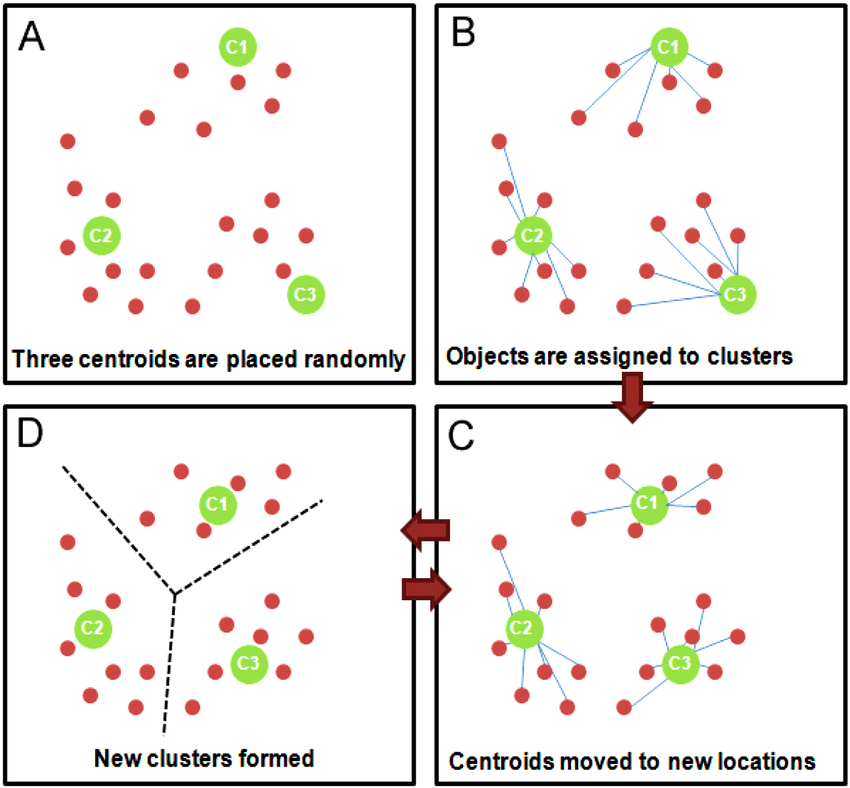 A
C1
C2
C3
Three centroids are placed randomly
B
C1
C2
C3
Objects are assigned to clusters
D
C1
C2
C3
New clusters formed
C
C1
C2
C3
Centroids moved to new locations